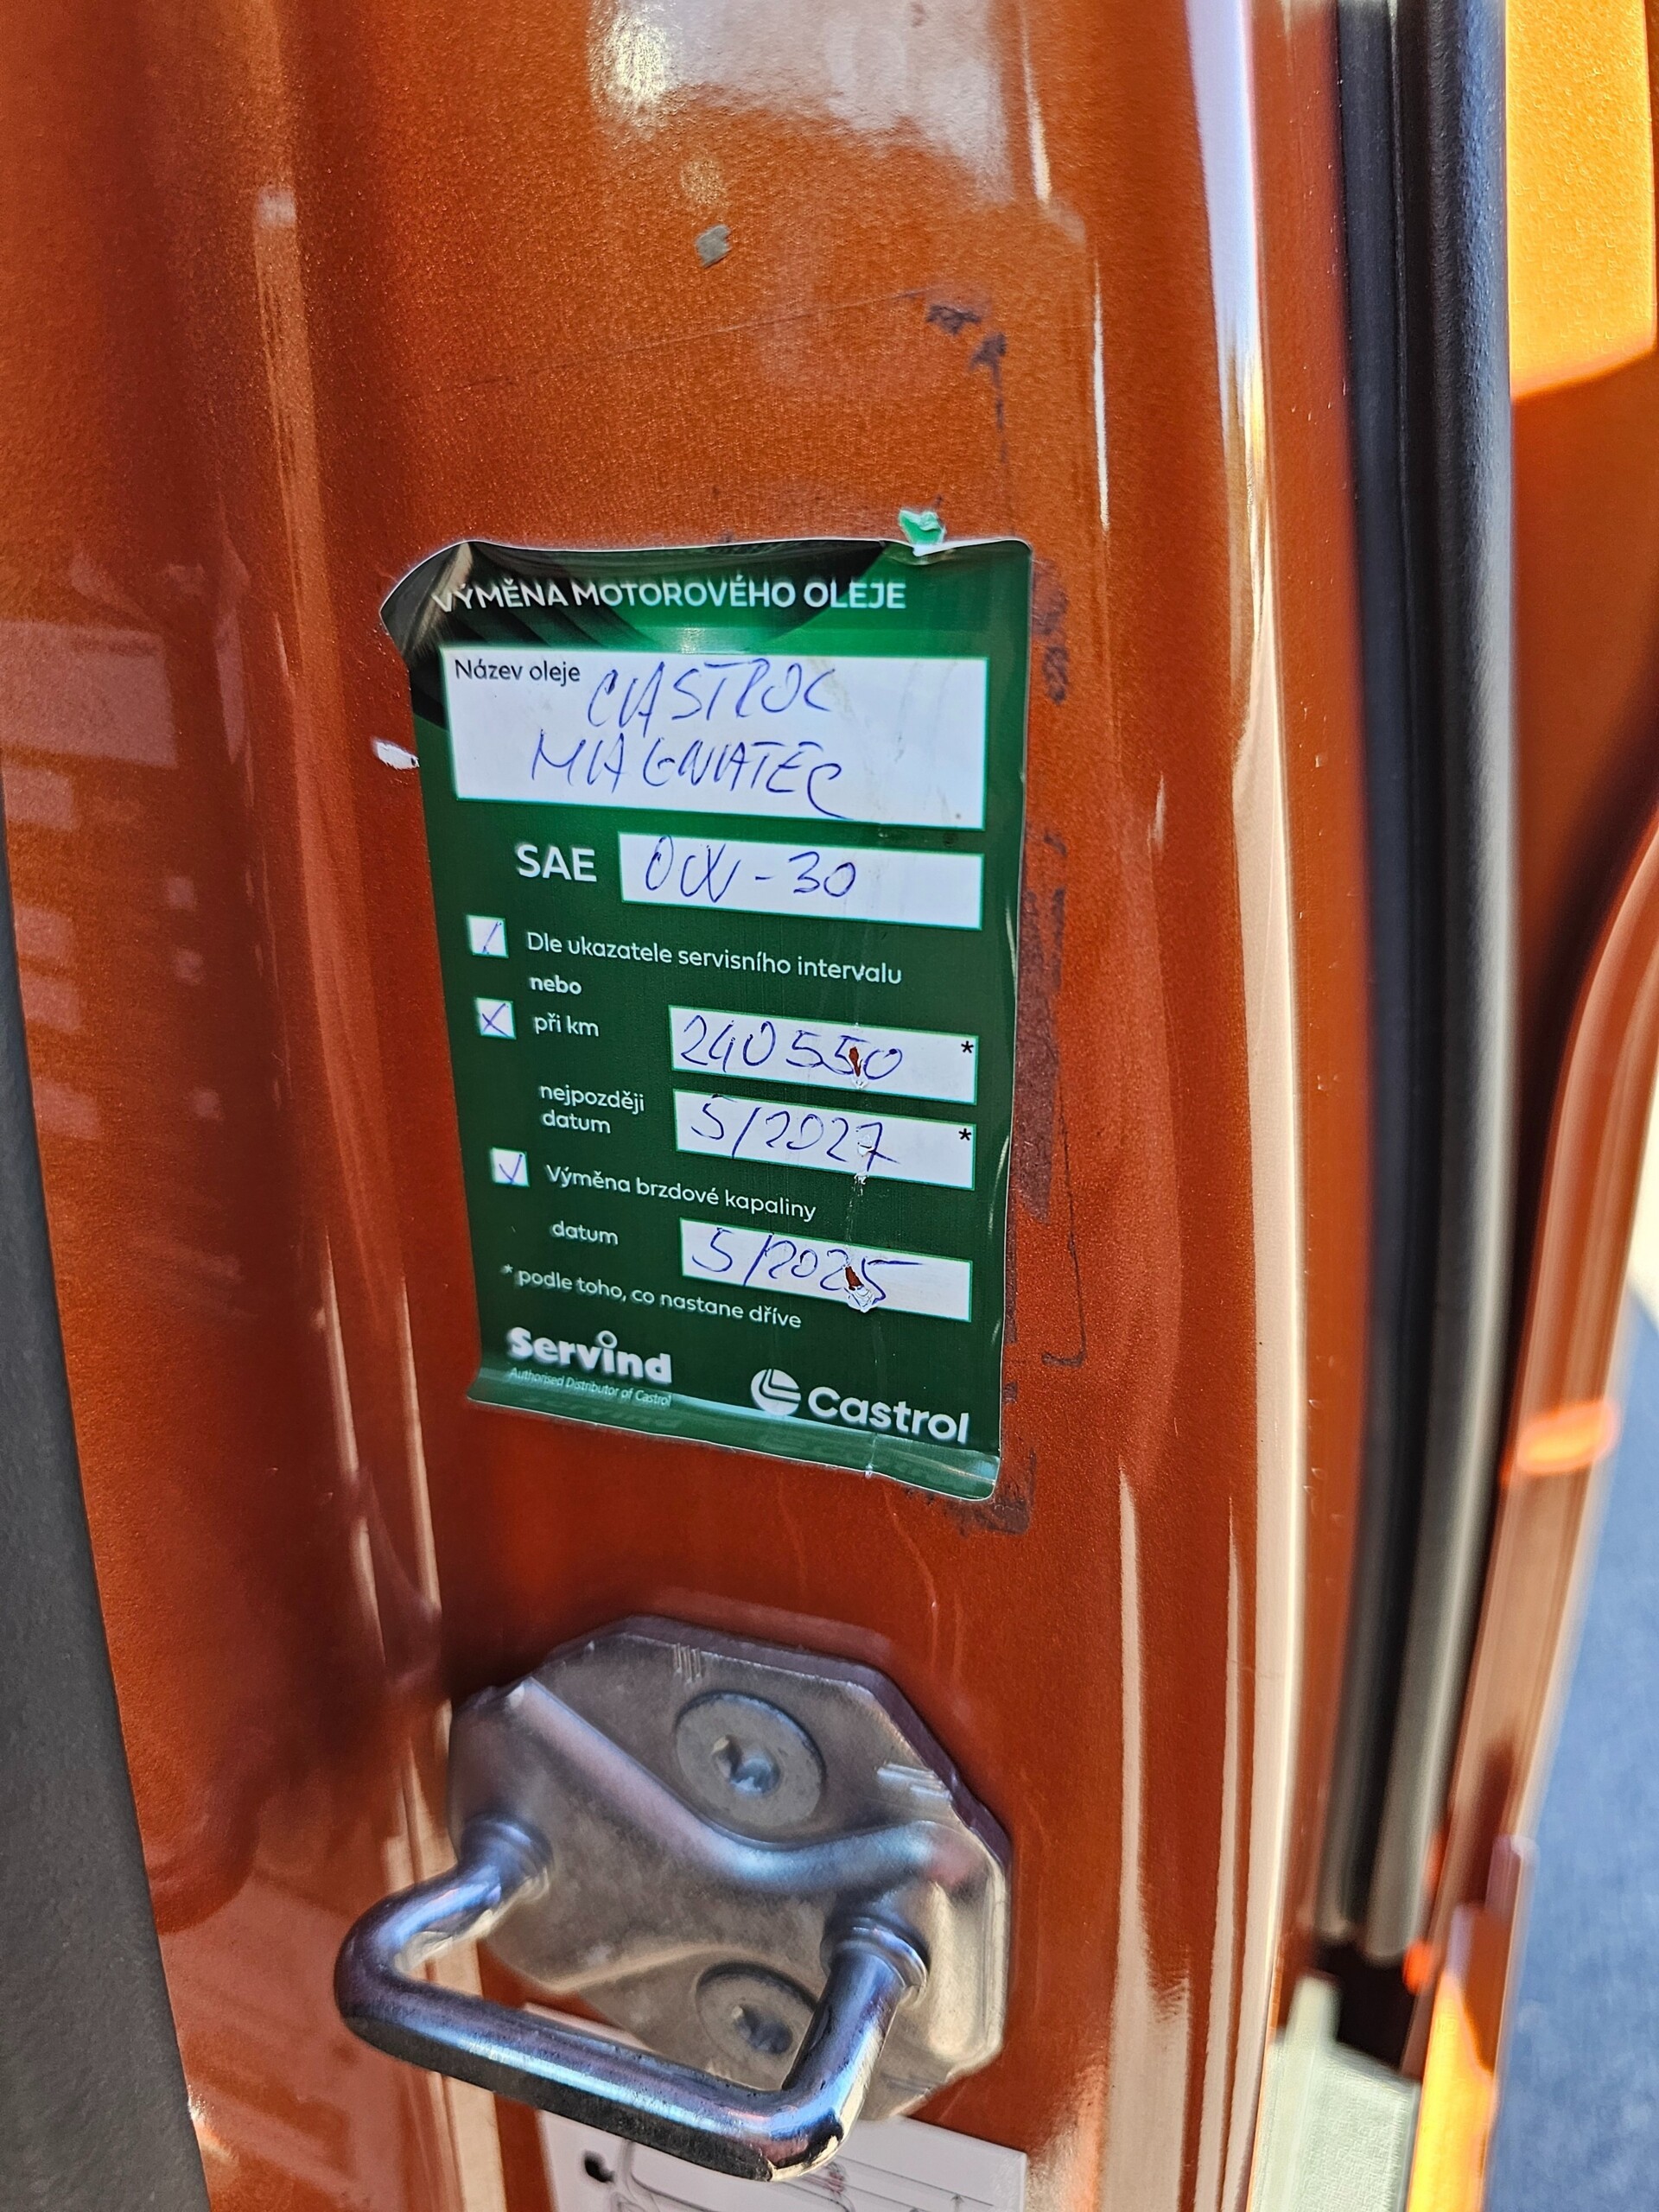 VÝMĚNA MOTOROVÉHO OLEJE
Název oleje CASTROL
MAGNATEC
SAE 0W-30
Dle ukazatele servisního intervalu
nebo
při km 240 550 *
nejpozději
datum 5/2027 *
Výměna brzdové kapaliny
datum 5/2025
* podle toho, co nastane dříve
Servind
Authorised Distributor of Castrol
Castrol